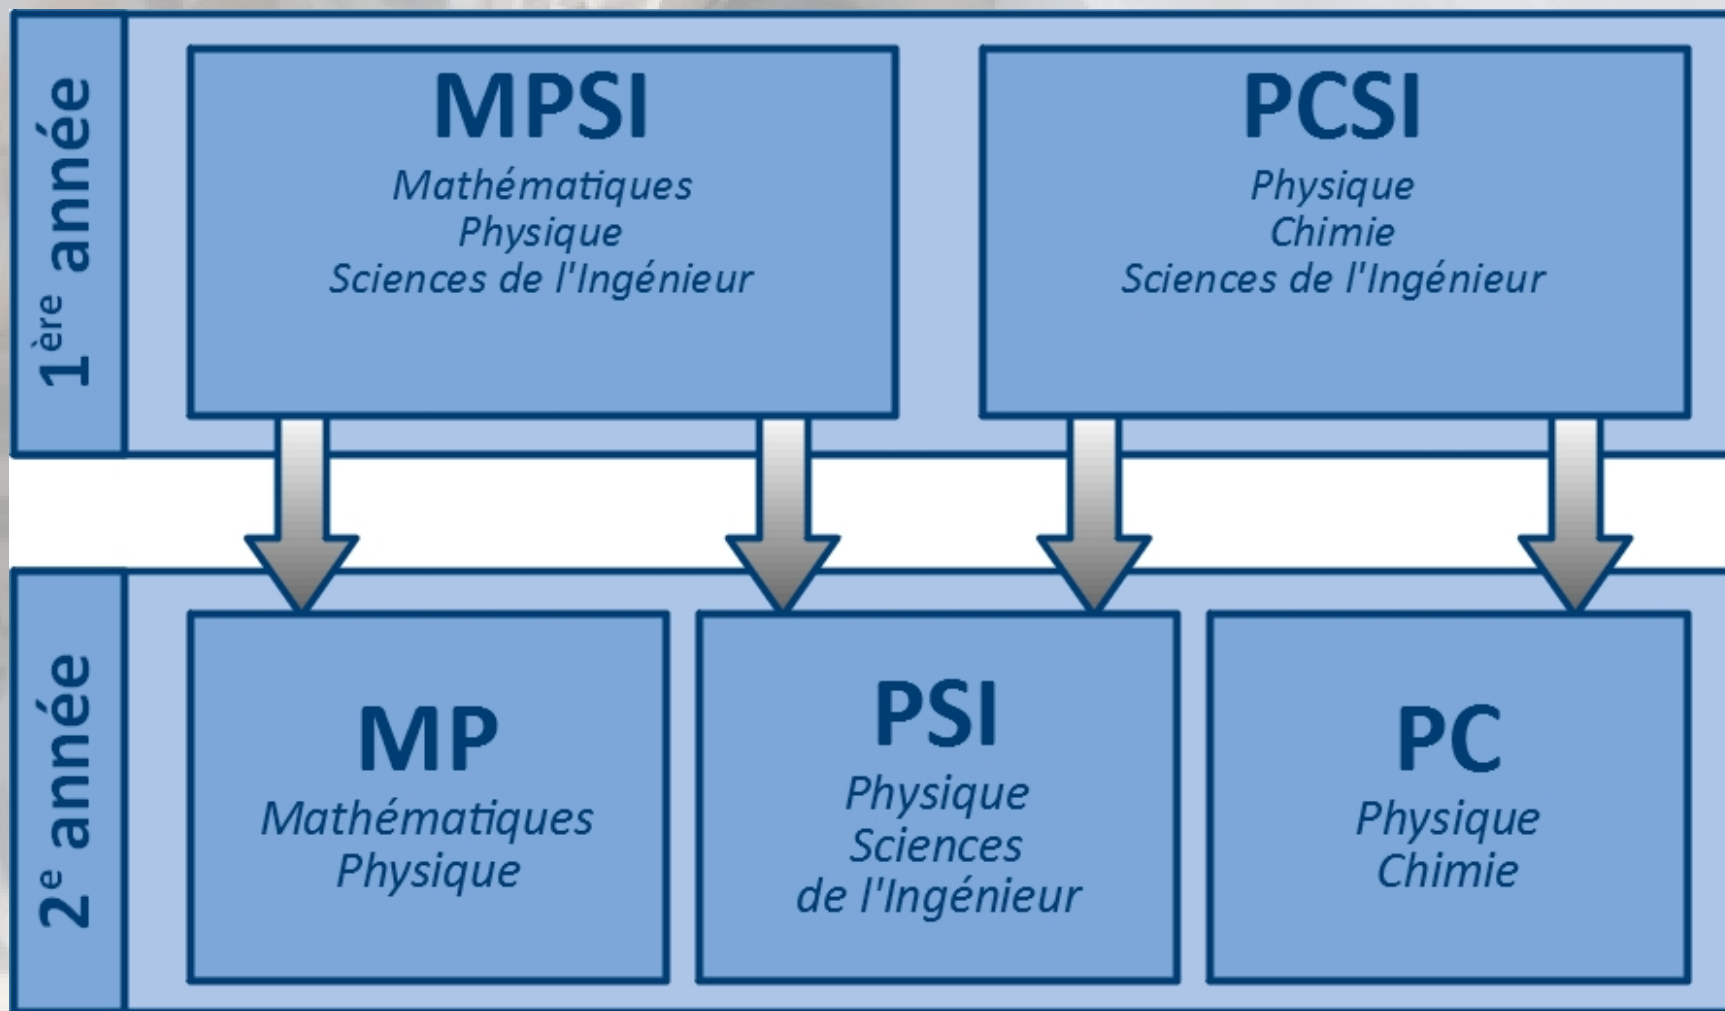 1ère année
MPSI
Mathématiques
Physique
Sciences de l'Ingénieur
PCSI
Physique
Chimie
Sciences de l'Ingénieur
2e année
MP
Mathématiques
Physique
PSI
Physique
Sciences
de l'Ingénieur
PC
Physique
Chimie